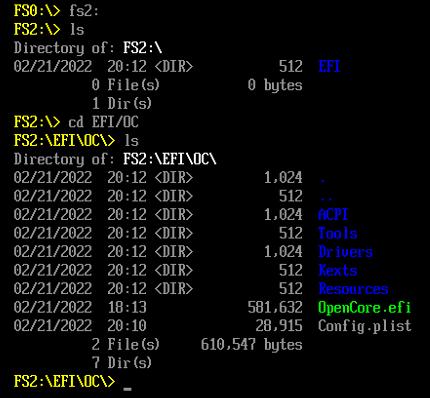 FS0:\> fs2:
FS2:\> ls
Directory of: FS2:\
02/21/2022 20:12 <DIR> 512 EFI
0 File(s) 0 bytes
1 Dir(s)
FS2:\> cd EFI/OC
FS2:\EFI\OC\> ls
Directory of: FS2:\EFI\OC\
02/21/2022 20:12 <DIR> 1,024 .
02/21/2022 20:12 <DIR> 512 ..
02/21/2022 20:12 <DIR> 1,024 ACPI
02/21/2022 20:12 <DIR> 512 Tools
02/21/2022 20:12 <DIR> 1,024 Drivers
02/21/2022 20:12 <DIR> 512 Kexts
02/21/2022 20:12 <DIR> 512 Resources
02/21/2022 18:13 581,632 OpenCore.efi
02/21/2022 20:10 28,915 Config.plist
2 File(s) 610,547 bytes
7 Dir(s)
FS2:\EFI\OC\> _